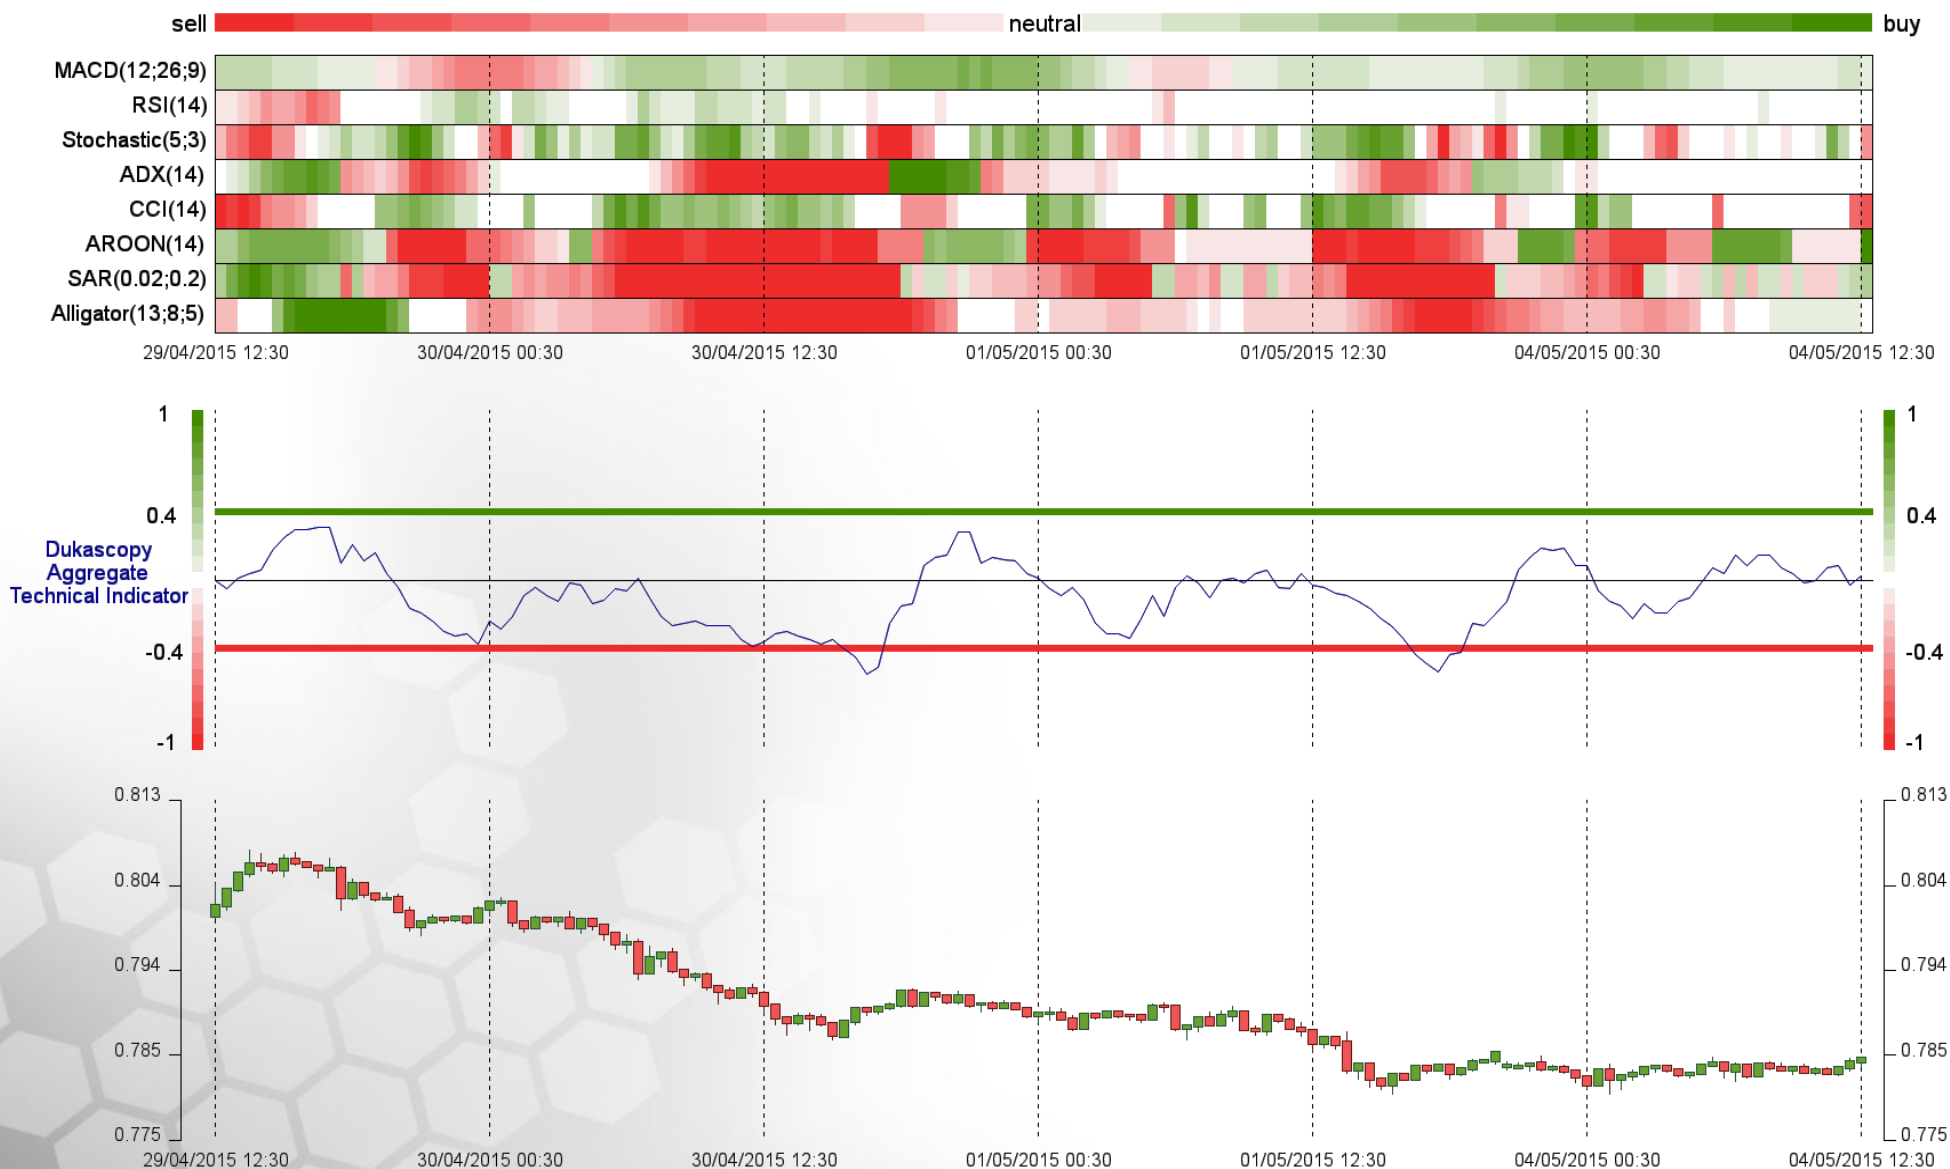 sell neutral buy
MACD(12;26;9)
RSI(14)
Stochastic(5;3)
ADX(14)
CCI(14)
AROON(14)
SAR(0.02;0.2)
Alligator(13;8;5)
29/04/2015 12:30 30/04/2015 00:30 30/04/2015 12:30 01/05/2015 00:30 01/05/2015 12:30 04/05/2015 00:30 04/05/2015 12:30
1 1
0.4 0.4
Dukascopy
Aggregate
Technical Indicator
-0.4 -0.4
-1 -1
0.813 0.813
0.804 0.804
0.794 0.794
0.785 0.785
0.775 0.775
29/04/2015 12:30 30/04/2015 00:30 30/04/2015 12:30 01/05/2015 00:30 01/05/2015 12:30 04/05/2015 00:30 04/05/2015 12:30